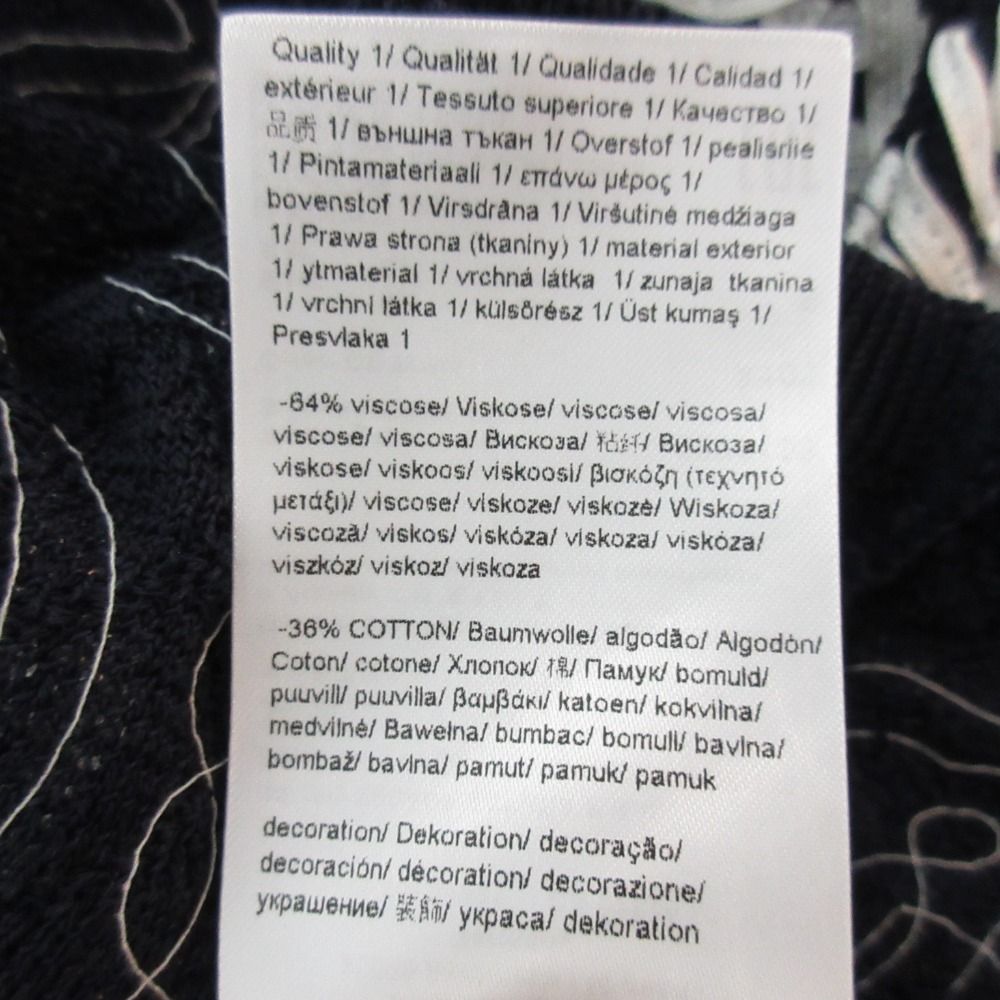 Quality 1/ Qualität 1/ Qualidade 1/ Calidad 1/
extérieur 1/ Tessuto superiore 1/ Качество 1/
品质 1/ външна тъкан 1/ Overstof 1/ pealisriie
1/ Pintamateriaali 1/ επάνω μέρος 1/
bovenstof 1/ Virsdrāna 1/ Viršutinė medžiaga
1/ Prawa strona (tkaniny) 1/ material exterior
1/ ytmaterial 1/ vrchná látka 1/ zunaja tkanina
1/ vrchní látka 1/ külsõrész 1/ Üst kumaş 1/
Presvlaka 1
-64% viscose/ Viskose/ viscose/ viscosa/
viscose/ viscosa/ Вискоза/ 粘纤/ Вискоза/
viskose/ viskoos/ viskoosi/ βισκόζη (τεχνητό
μετάξι)/ viscose/ viskoze/ viskozė/ Wiskoza/
viscoză/ viskos/ viskóza/ viskoza/ viskóza/
viszkóz/ viskoz/ viskoza
-36% COTTON/ Baumwolle/ algodão/ Algodón/
Coton/ cotone/ Хлопок/ 棉/ Памук/ bomuld/
puuvill/ puuvilla/ βαμβάκι/ katoen/ kokvilna/
medvilnė/ Bawełna/ bumbac/ bomull/ bavlna/
bombaž/ bavlna/ pamut/ pamuk/ pamuk
decoration/ Dekoration/ decoração/
decoración/ décoration/ decorazione/
украшение/ 装飾/ украса/ dekoration